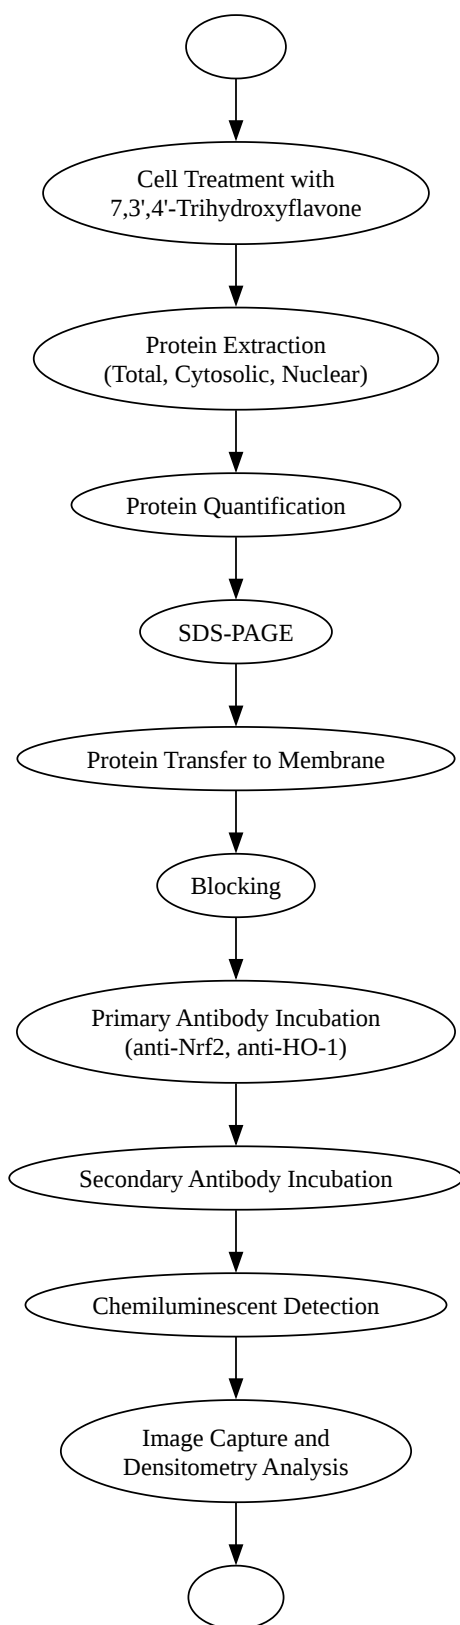 Cell Treatment with
7,3',4'-Trihydroxyflavone
Protein Extraction
(Total, Cytosolic, Nuclear)
Protein Quantification
SDS-PAGE
Protein Transfer to Membrane
Blocking
Primary Antibody Incubation
(anti-Nrf2, anti-HO-1)
Secondary Antibody Incubation
Chemiluminescent Detection
Image Capture and
Densitometry Analysis